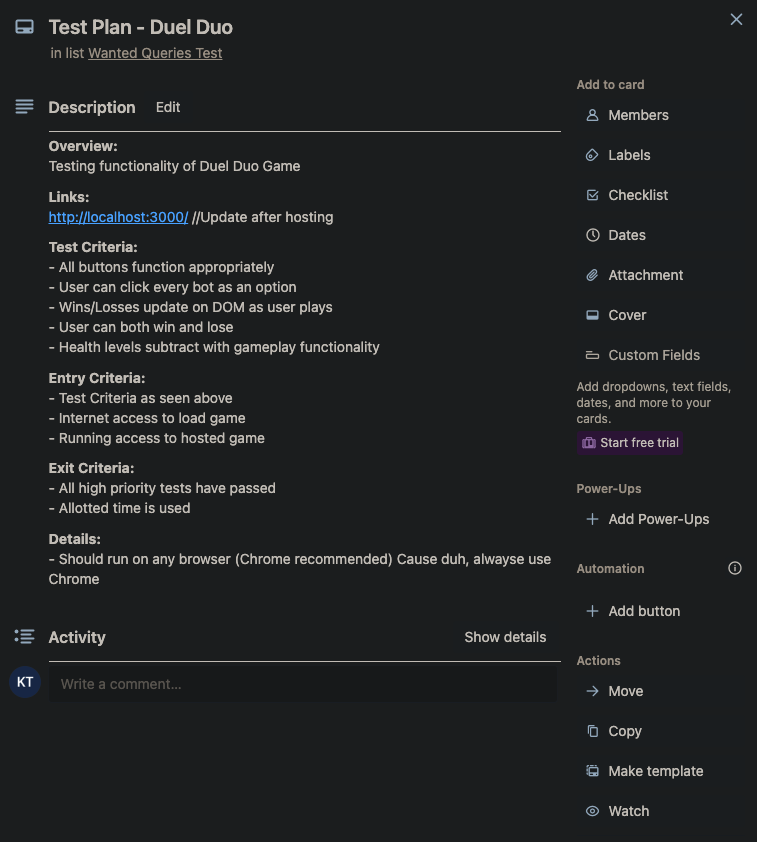 Test Plan - Duel Duo
in list Wanted Queries Test
Description Edit
Overview:
Testing functionality of Duel Duo Game
Links:
http://localhost:3000/ //Update after hosting
Test Criteria:
- All buttons function appropriately
- User can click every bot as an option
- Wins/Losses update on DOM as user plays
- User can both win and lose
- Health levels subtract with gameplay functionality
Entry Criteria:
- Test Criteria as seen above
- Internet access to load game
- Running access to hosted game
Exit Criteria:
- All high priority tests have passed
- Allotted time is used
Details:
- Should run on any browser (Chrome recommended) Cause duh, alwayse use
Chrome
Activity Show details
KT Write a comment...
Add to card
Members
Labels
Checklist
Dates
Attachment
Cover
Custom Fields
Add dropdowns, text fields,
dates, and more to your
cards.
Start free trial
Power-Ups
Add Power-Ups
Automation
Add button
Actions
Move
Copy
Make template
Watch